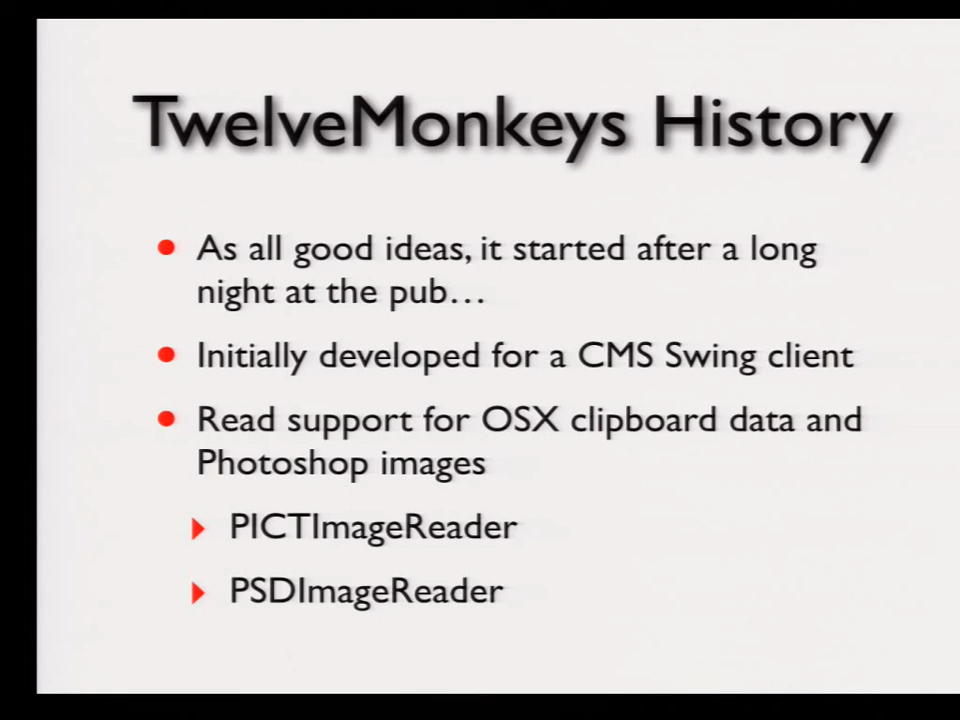 TwelveMonkeys History
As all good ideas, it started after a long
night at the pub…
Initially developed for a CMS Swing client
Read support for OSX clipboard data and
Photoshop images
PICTImageReader
PSDImageReader